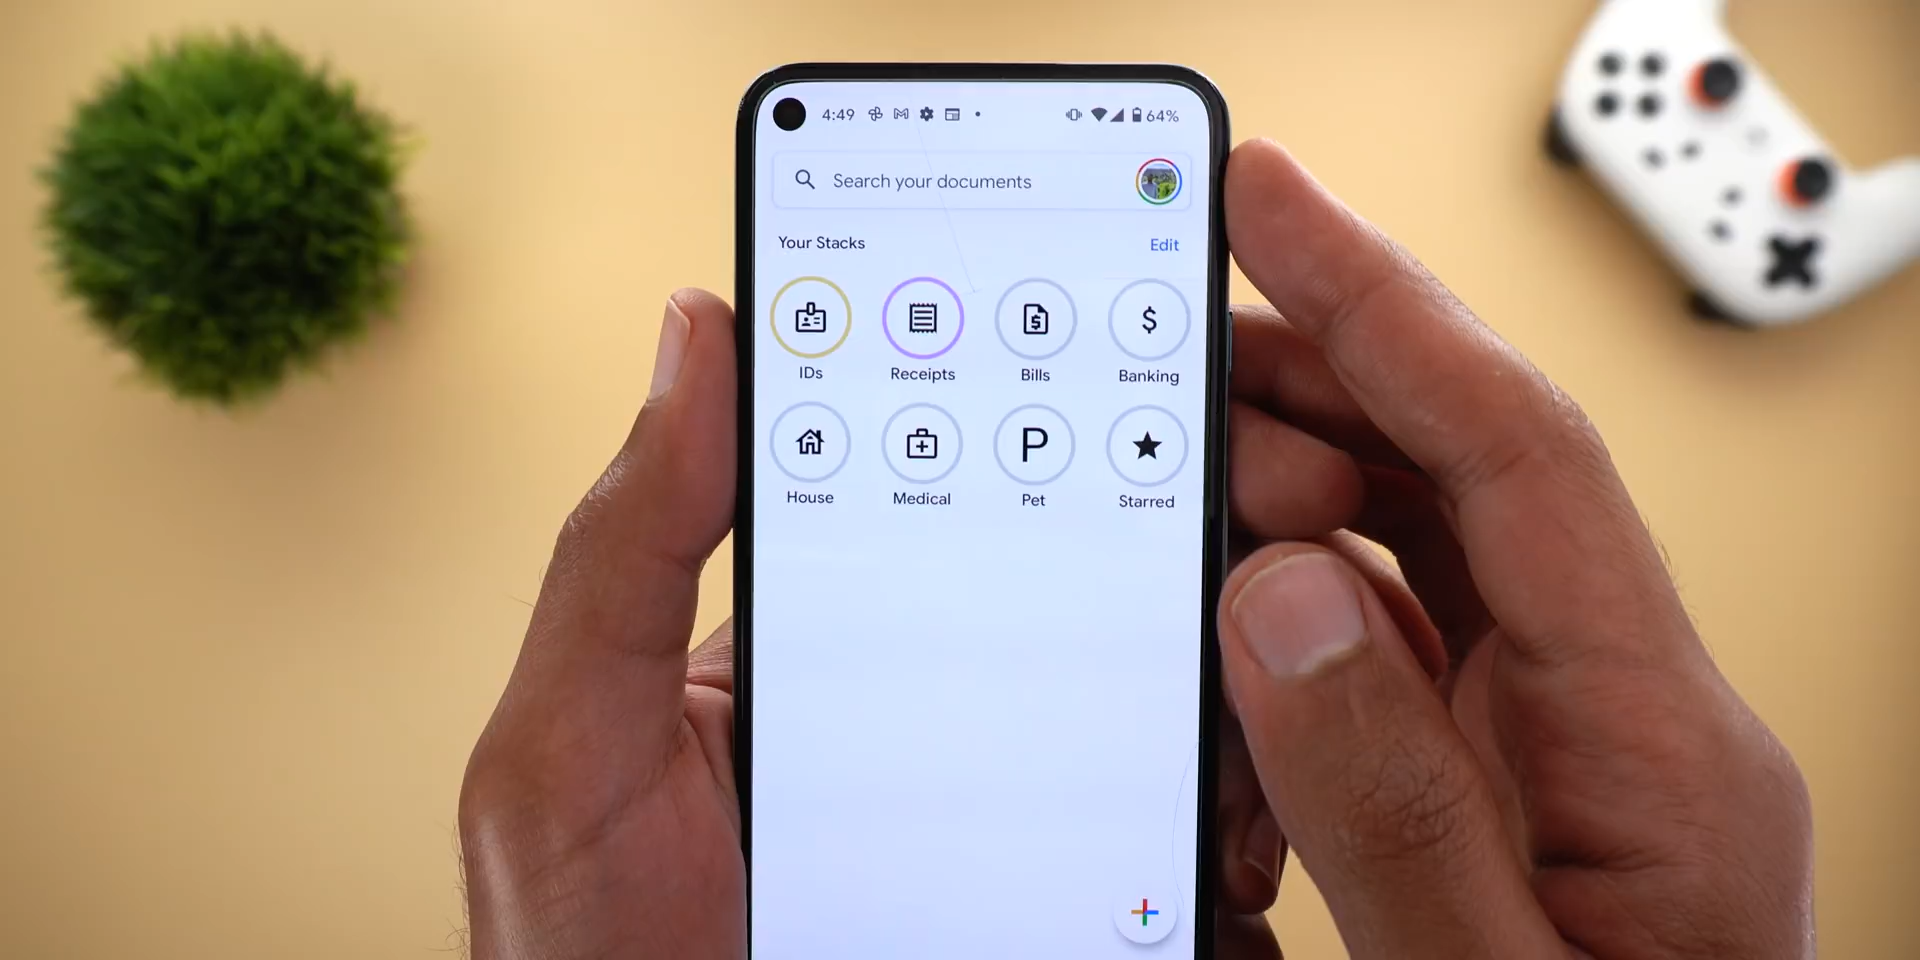 4:49 64%
Search your documents
Your Stacks Edit
IDs Receipts Bills Banking
P
House Medical Pet Starred